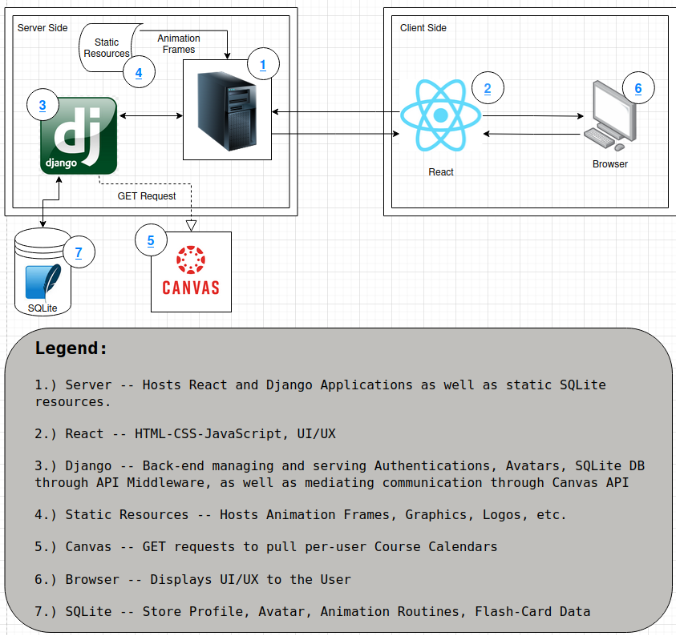 Server Side
Static
Resources
4
Animation
Frames
1
3
dj
django
GET Request
5
CANVAS
7
SQLite
Client Side
2
React
6
Browser
Legend:
1.) Server -- Hosts React and Django Applications as well as static SQLite
resources.
2.) React -- HTML-CSS-JavaScript, UI/UX
3.) Django -- Back-end managing and serving Authentications, Avatars, SQLite DB
through API Middleware, as well as mediating communication through Canvas API
4.) Static Resources -- Hosts Animation Frames, Graphics, Logos, etc.
5.) Canvas -- GET requests to pull per-user Course Calendars
6.) Browser -- Displays UI/UX to the User
7.) SQLite -- Store Profile, Avatar, Animation Routines, Flash-Card Data